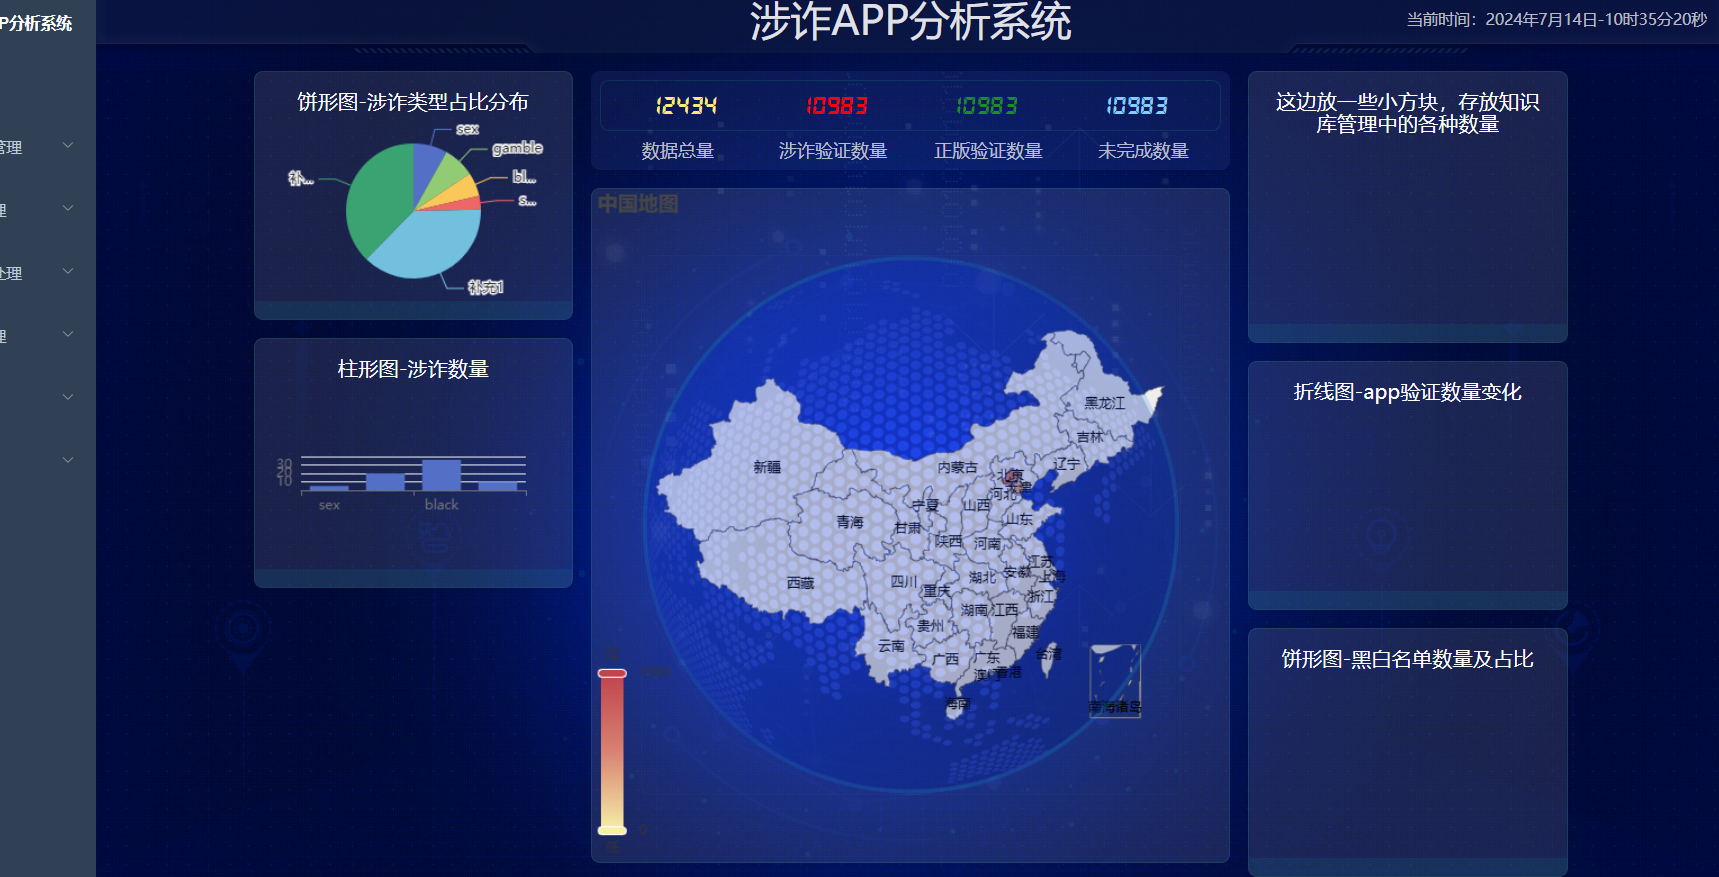 P分析系统
管理
理
处理
理
涉诈APP分析系统
当前时间：2024年7月14日-10时35分20秒
饼形图-涉诈类型占比分布
sex
gamble
bl...
s...
补充1
补...
柱形图-涉诈数量
30
20
10
sex
black
12434
10983
10983
10983
数据总量
涉诈验证数量
正版验证数量
未完成数量
中国地图
黑龙江
吉林
辽宁
内蒙古
新疆
北京
天津
河北
宁夏
山西
青海
甘肃
山东
陕西
河南
江苏
安徽
上海
西藏
四川
重庆
湖北
浙江
湖南
江西
贵州
福建
云南
广西
广东
台湾
澳门
香港
海南
南海诸岛
高
低
这边放一些小方块，存放知识
库管理中的各种数量
折线图-app验证数量变化
饼形图-黑白名单数量及占比